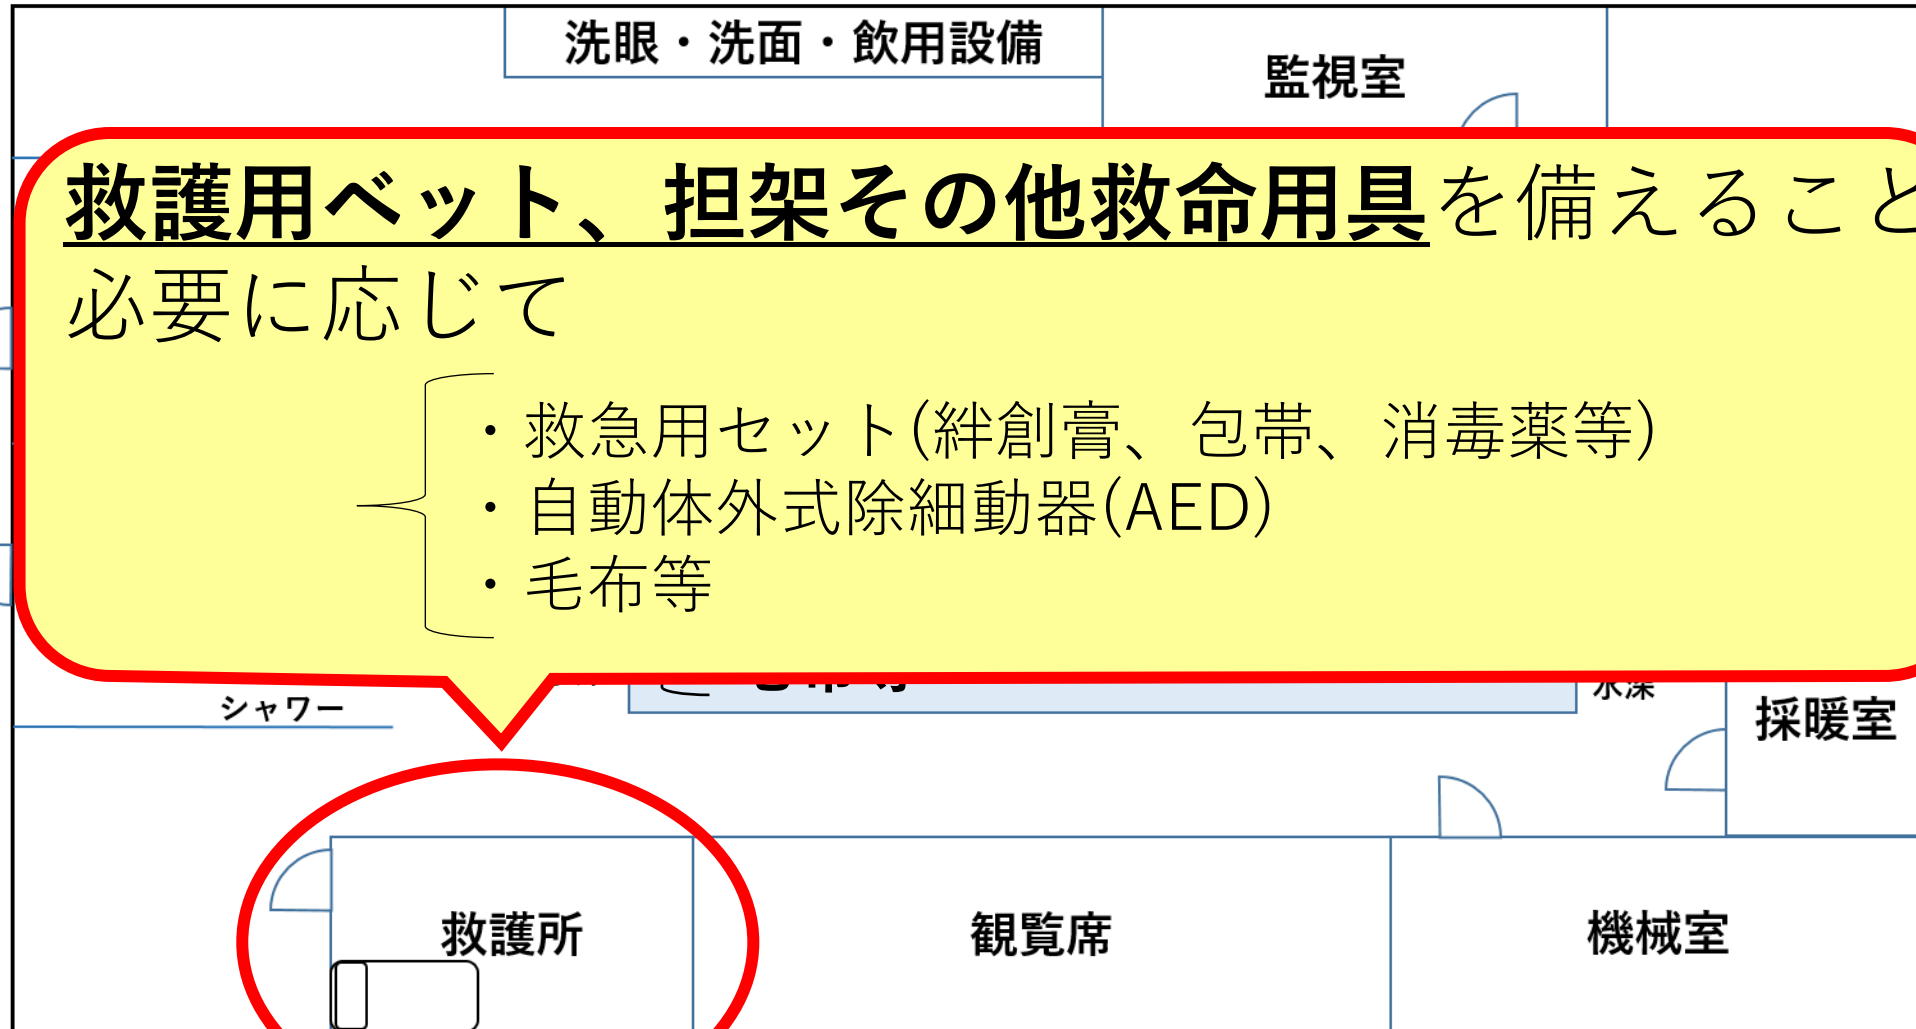 洗眼・洗面・飲用設備
監視室
救護用ベット、担架その他救命用具を備えること
必要に応じて
・救急用セット(絆創膏、包帯、消毒薬等)
・自動体外式除細動器(AED)
・毛布等
シャワー
水深
採暖室
救護所
観覧席
機械室